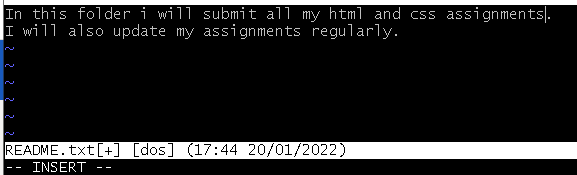 In this folder i will submit all my html and css assignments.
I will also update my assignments regularly.
~
~
~
~
~
~
README.txt[+] [dos] (17:44 20/01/2022)
-- INSERT --